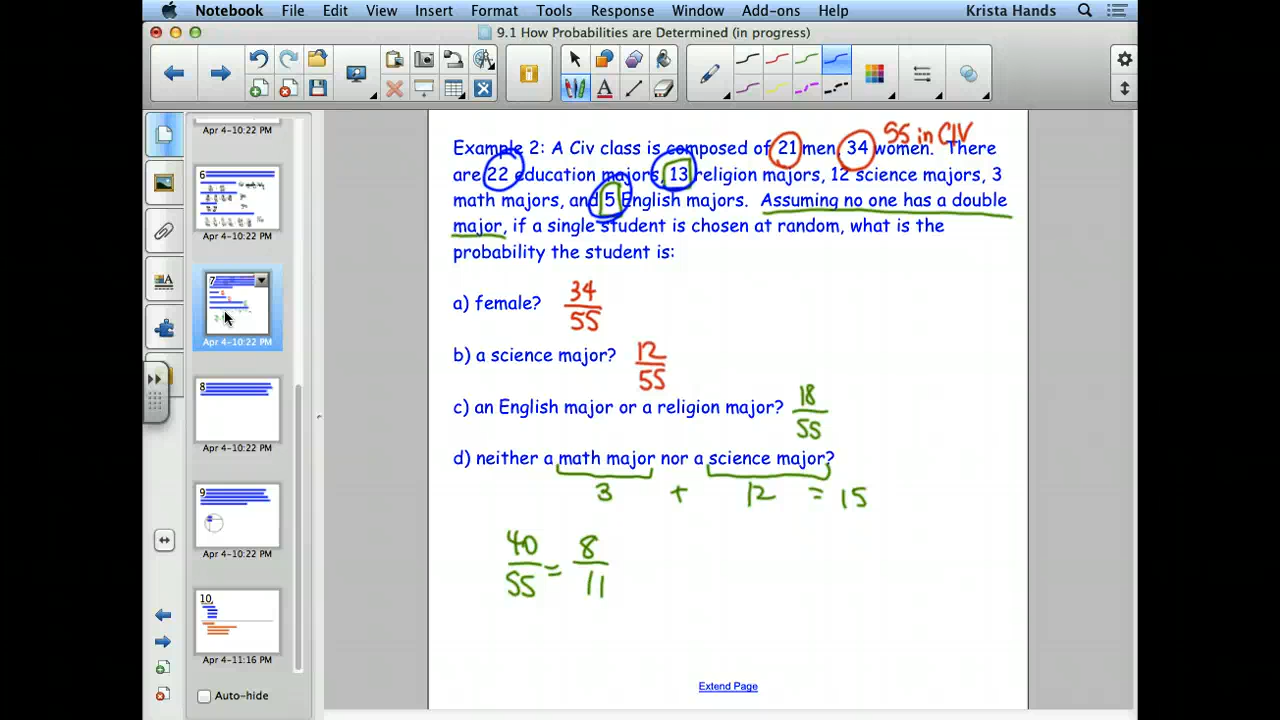 Notebook File Edit View Insert Format Tools Response Window Add-ons Help Krista Hands
9.1 How Probabilities are Determined (in progress)
Apr 4-10:22 PM
6
Apr 4-10:22 PM
7
Apr 4-10:22 PM
8
Apr 4-10:22 PM
9
Apr 4-10:22 PM
10
Apr 4-11:16 PM
Auto-hide
55 in CIV
Example 2: A Civ class is composed of 21 men, 34 women. There
are 22 education majors, 13 religion majors, 12 science majors, 3
math majors, and 5 English majors. Assuming no one has a double
major, if a single student is chosen at random, what is the
probability the student is:
a) female? 34/55
b) a science major? 12/55
c) an English major or a religion major? 18/55
d) neither a math major nor a science major?
3 + 12 = 15
40/55 = 8/11
Extend Page